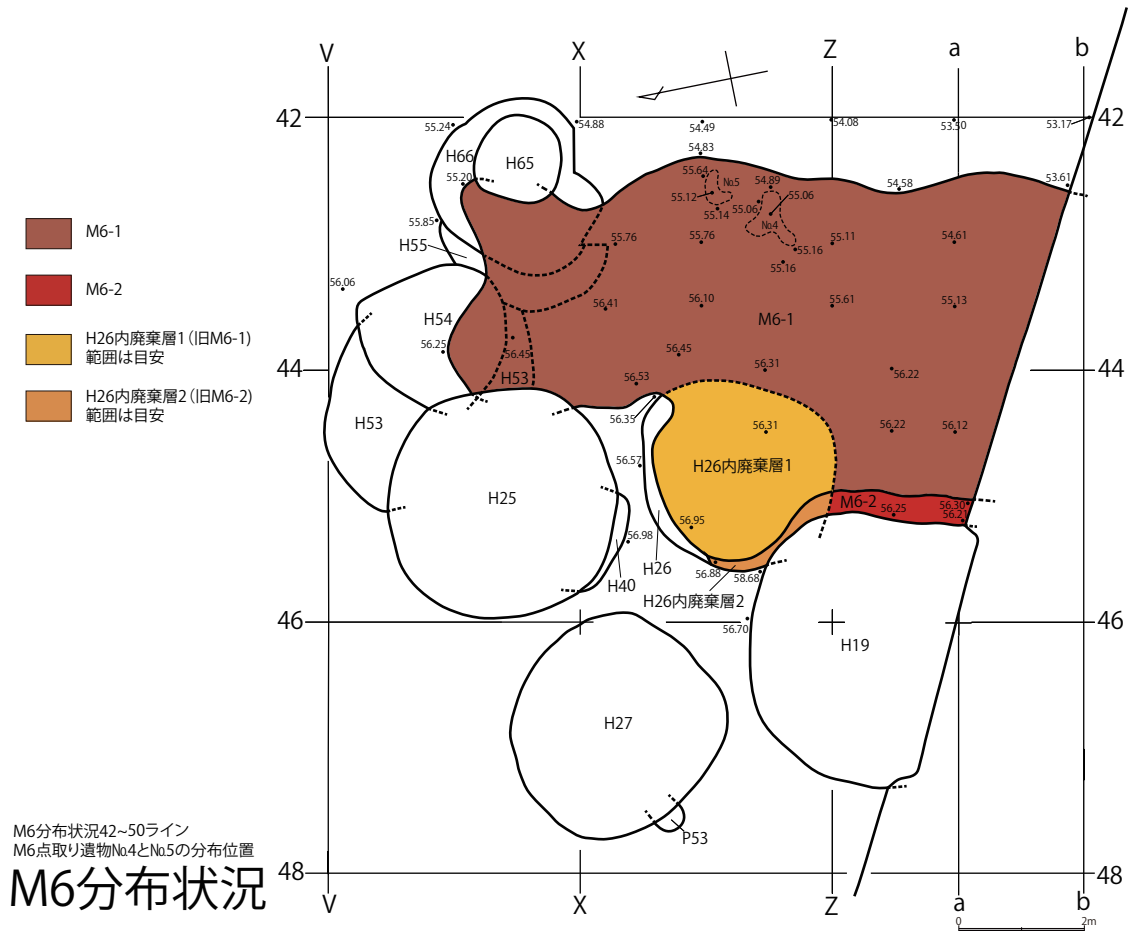 V
X
Z
a
b
42
42
55.24
54.88
54.49
54.08
53.50
53.17
H66
H65
54.83
55.20
55.64
№5
54.89
54.58
53.61
55.12
55.06
55.06
55.14
№4
M6-1
55.85
H55
55.76
55.76
55.16
55.11
54.61
M6-2
56.06
55.16
H54
56.41
56.10
55.61
55.13
M6-1
H26内廃棄層1（旧M6-1）
範囲は目安
56.25
56.45
56.45
44
H53
56.53
56.31
56.22
44
H26内廃棄層2（旧M6-2）
範囲は目安
H53
56.35
56.31
56.22
56.12
56.57
H26内廃棄層1
H25
M6-2
56.25
56.30
56.21
56.95
56.98
H26
H40
56.88
58.68
H26内廃棄層2
46
56.70
46
H19
H27
M6分布状況42~50ライン
P53
M6点取り遺物№4と№5の分布位置
M6分布状況
48
48
V
X
Z
a
b
0
2m